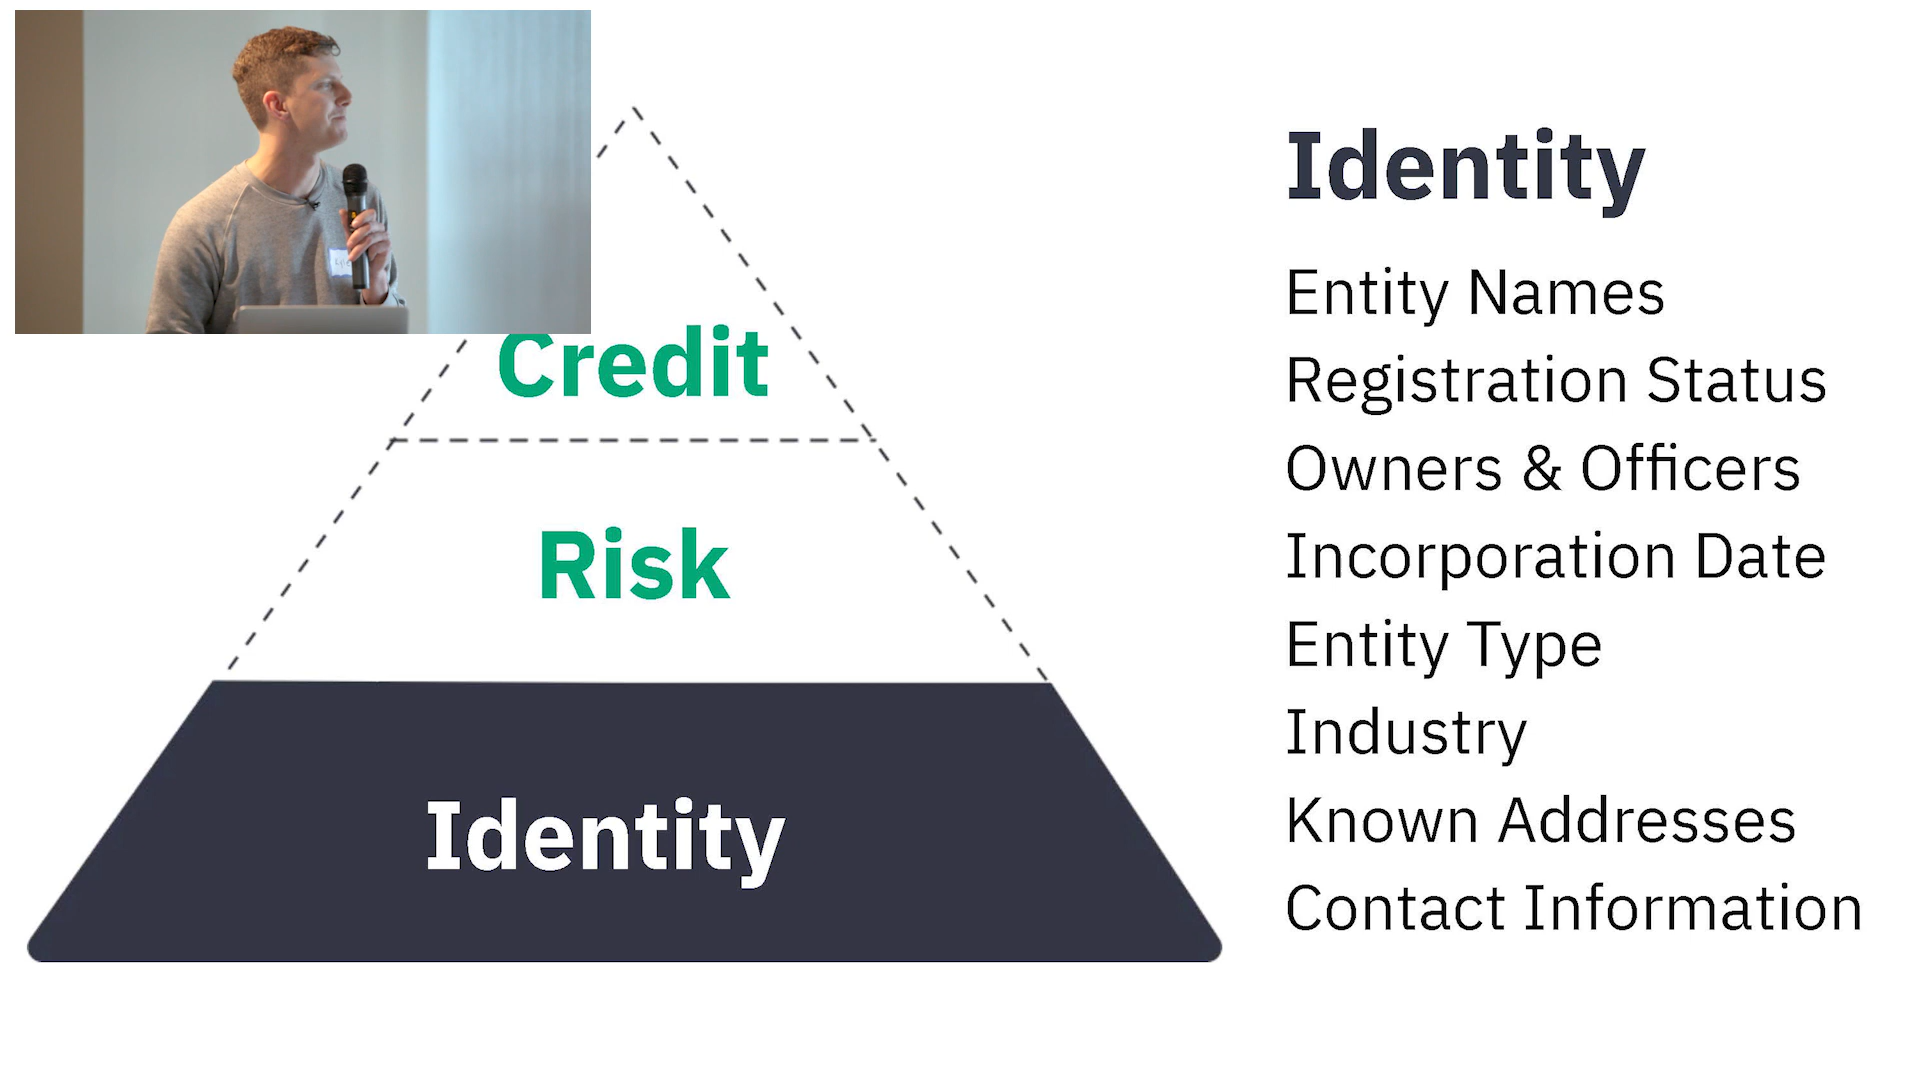 Credit
Risk
Identity
Identity
Entity Names
Registration Status
Owners & Officers
Incorporation Date
Entity Type
Industry
Known Addresses
Contact Information